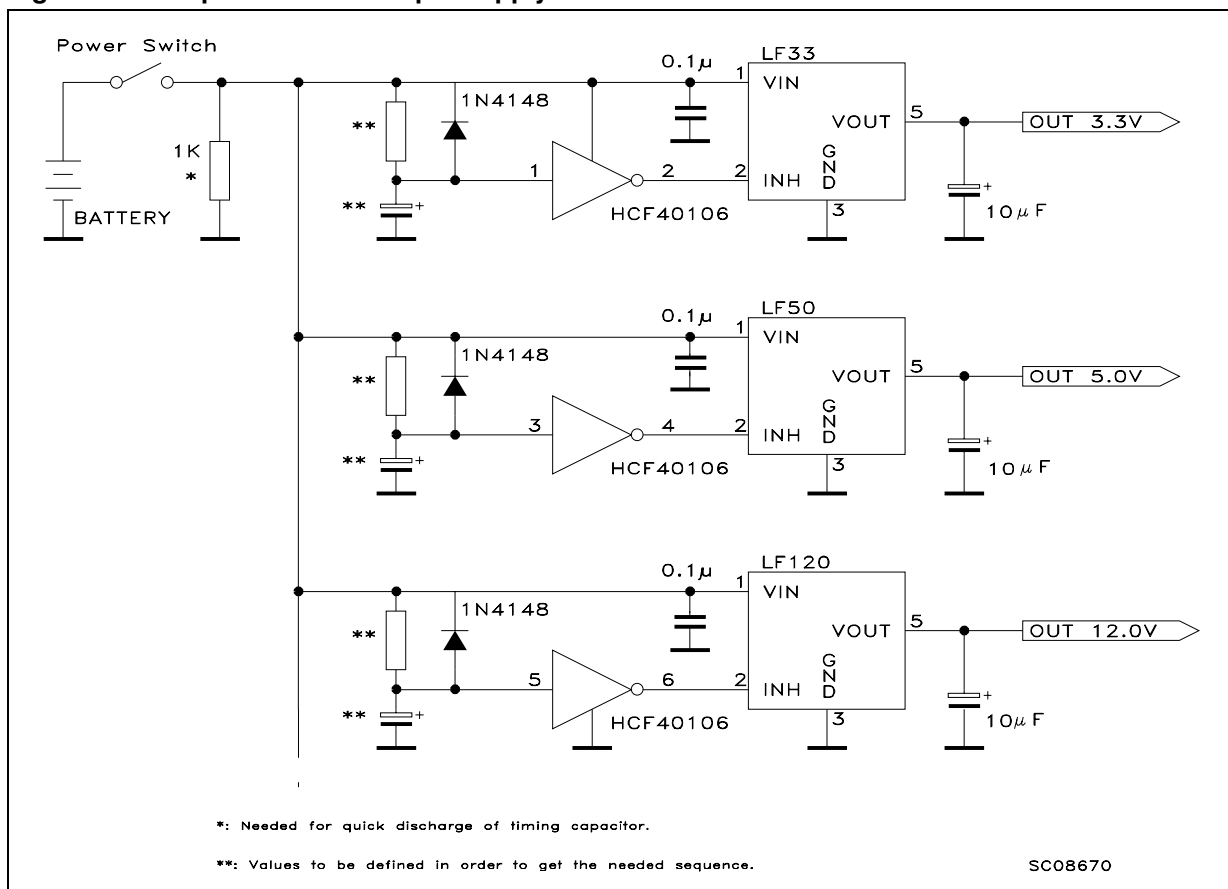 Power Switch
1K
*
BATTERY
**
**
1N4148
1
2
HCF40106
0.1µ
LF33
1
VIN
VOUT
5
2
INH
GND
3
10µF
OUT 3.3V
**
**
1N4148
3
4
HCF40106
0.1µ
LF50
1
VIN
VOUT
5
2
INH
GND
3
10µF
OUT 5.0V
**
**
1N4148
5
6
HCF40106
0.1µ
LF120
1
VIN
VOUT
5
2
INH
GND
3
10µF
OUT 12.0V
*: Needed for quick discharge of timing capacitor.
**: Values to be defined in order to get the needed sequence.
SC08670